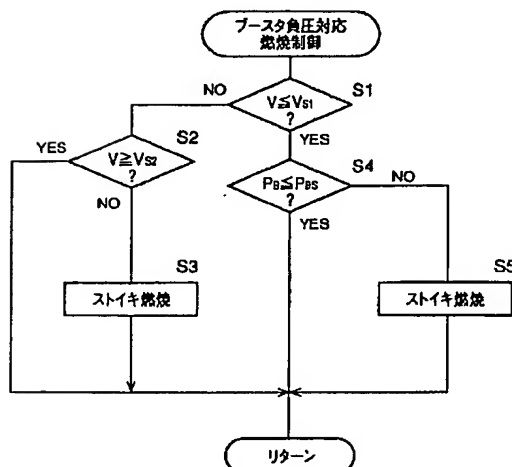 ブースタ負圧対応
燃焼制御
NO
V≦VS1
?
S1
YES
YES
S2
V≧VS2
?
NO
S4
PB≦PBS
?
NO
YES
S3
ストイキ燃焼
S5
ストイキ燃焼
リターン